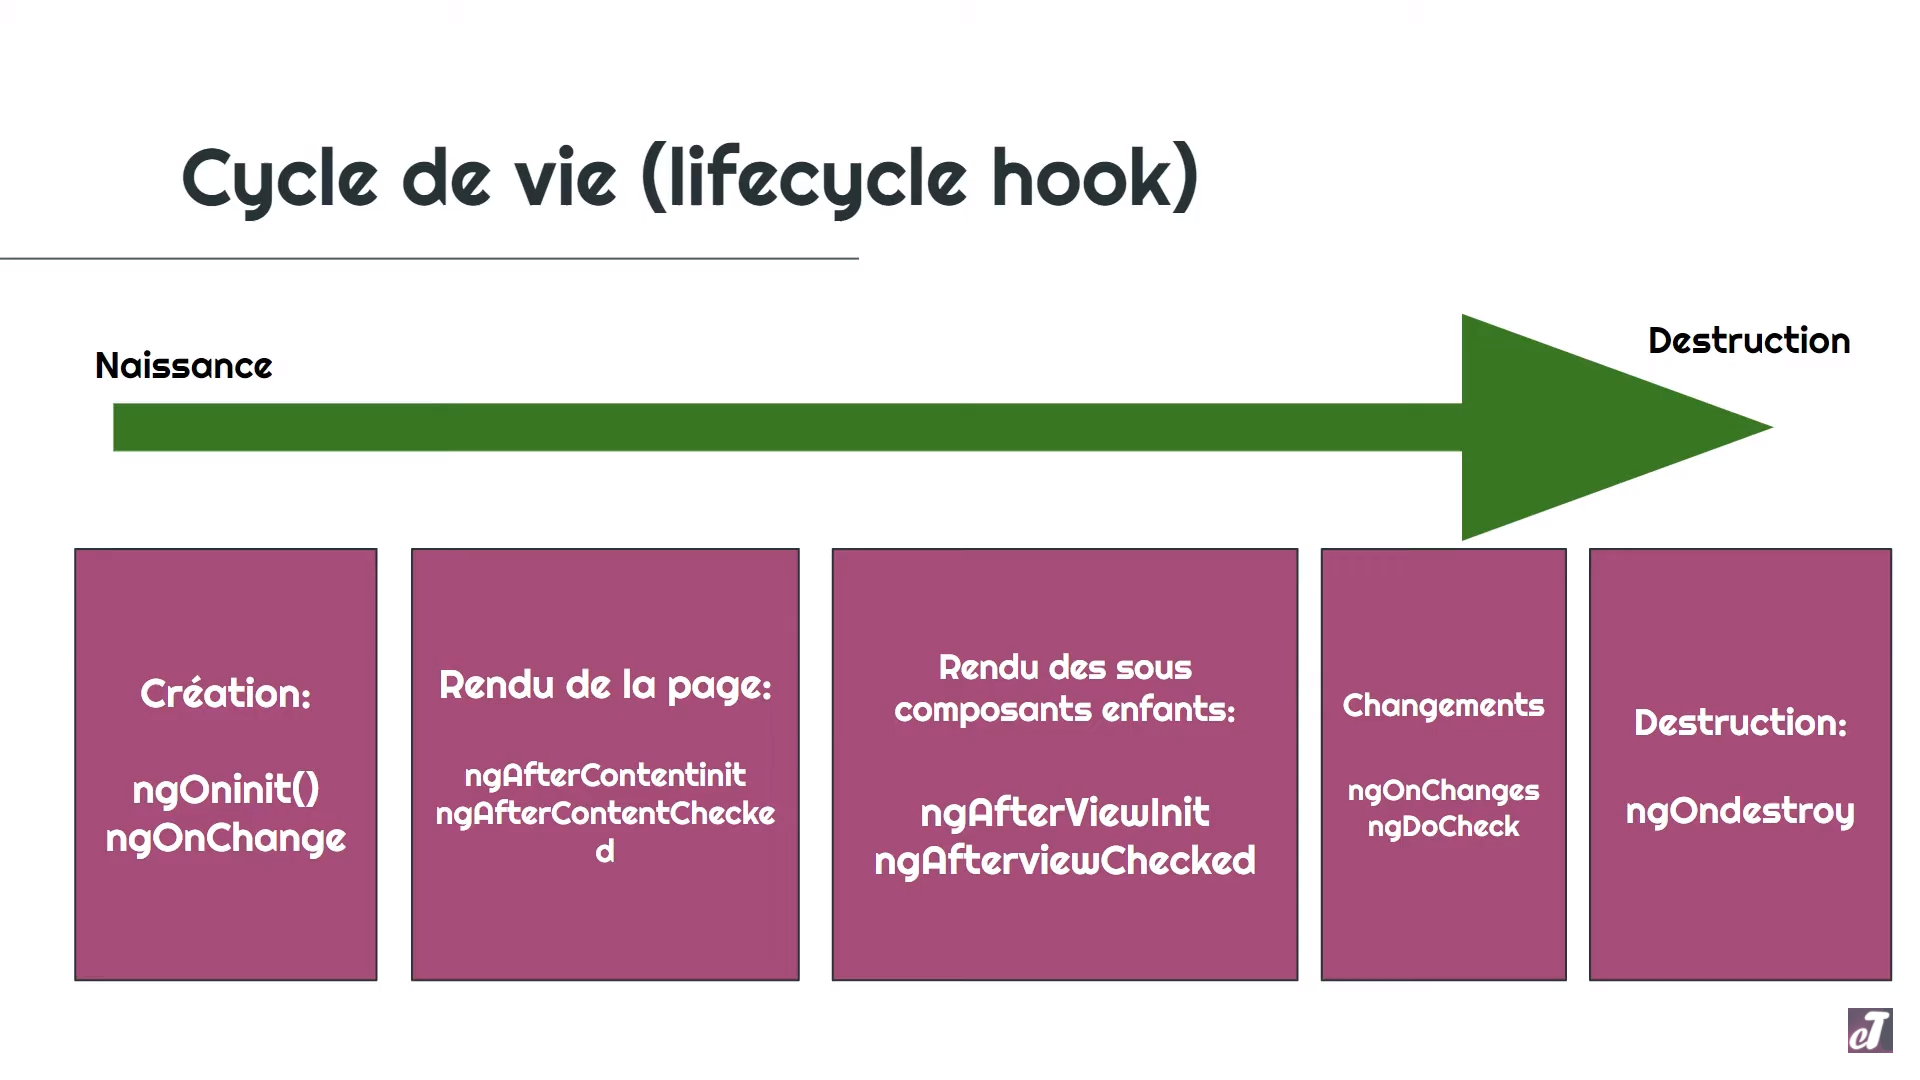 Cycle de vie (lifecycle hook)
Naissance
Destruction
Création:
ngOninit()
ngOnChange
Rendu de la page:
ngAfterContentinit
ngAfterContentChecke
d
Rendu des sous
composants enfants:
ngAfterViewInit
ngAfterviewChecked
Changements
ngOnChanges
ngDoCheck
Destruction:
ngOndestroy
eT